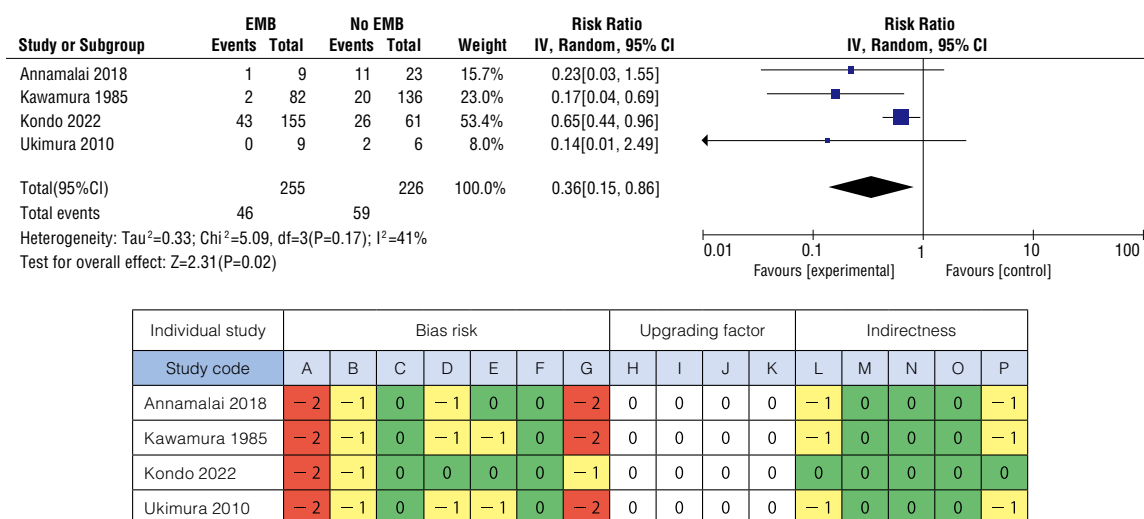 EMB No EMB Risk Ratio Risk Ratio
Study or Subgroup Events Total Events Total Weight IV, Random, 95% CI IV, Random, 95% CI
Annamalai 2018 1 9 11 23 15.7% 0.23[0.03, 1.55]
Kawamura 1985 2 82 20 136 23.0% 0.17[0.04, 0.69]
Kondo 2022 43 155 26 61 53.4% 0.65[0.44, 0.96]
Ukimura 2010 0 9 2 6 8.0% 0.14[0.01, 2.49]
Total(95%CI) 255 226 100.0% 0.36[0.15, 0.86]
Total events 46 59
Heterogeneity: Tau²=0.33; Chi²=5.09, df=3(P=0.17); I²=41%
Test for overall effect: Z=2.31(P=0.02)
0.01 0.1 1 10 100
Favours [experimental] Favours [control]
Individual study Bias risk Upgrading factor Indirectness
Study code A B C D E F G H I J K L M N O P
Annamalai 2018 −2 −1 0 −1 0 0 −2 0 0 0 0 −1 0 0 0 −1
Kawamura 1985 −2 −1 0 −1 −1 0 −2 0 0 0 0 −1 0 0 0 −1
Kondo 2022 −2 −1 0 0 0 0 −1 0 0 0 0 0 0 0 0 0
Ukimura 2010 −2 −1 0 −1 −1 0 −2 0 0 0 0 −1 0 0 0 −1